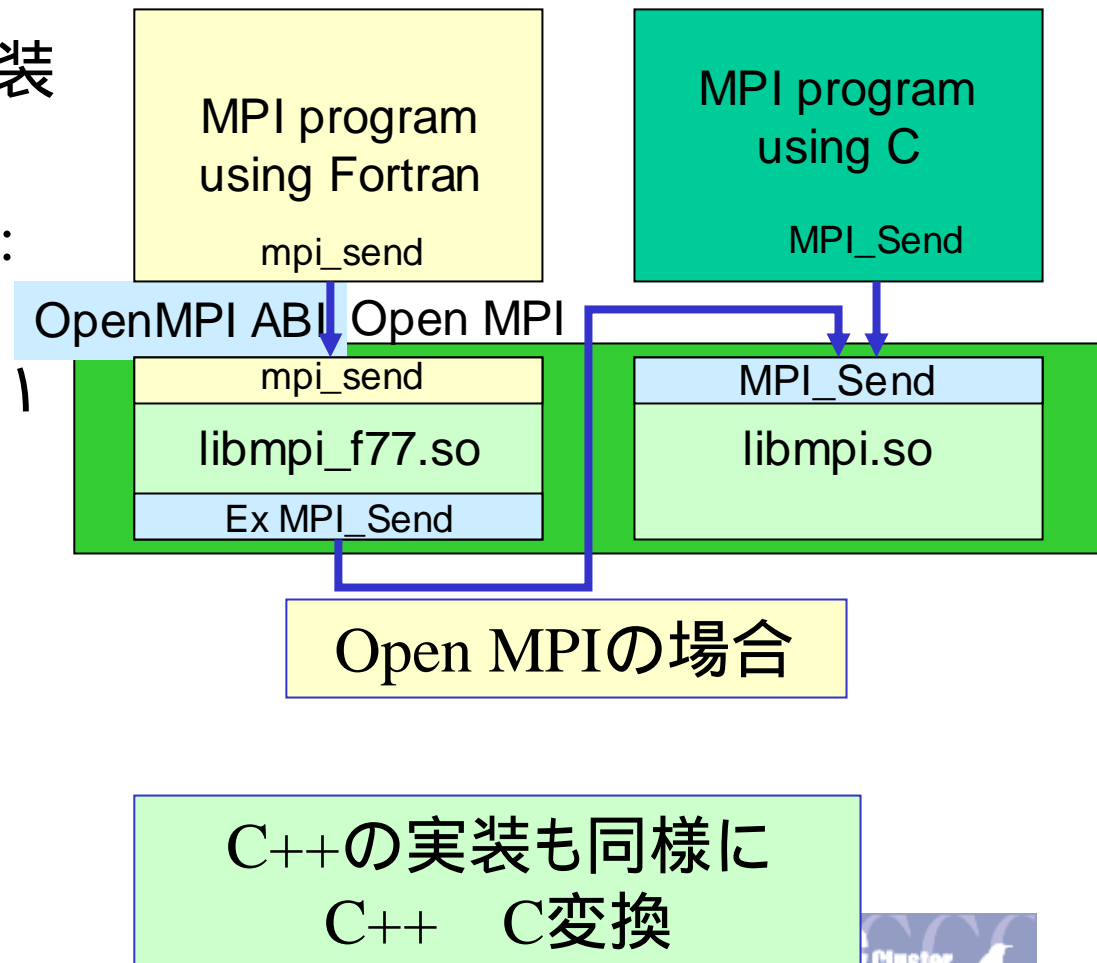 装
:
い
MPI program
using Fortran
mpi_send
MPI program
using C
MPI_Send
OpenMPI ABI
Open MPI
mpi_send
libmpi_f77.so
Ex MPI_Send
MPI_Send
libmpi.so
Open MPIの場合
C++の実装も同様に
C++ C変換
Cluster